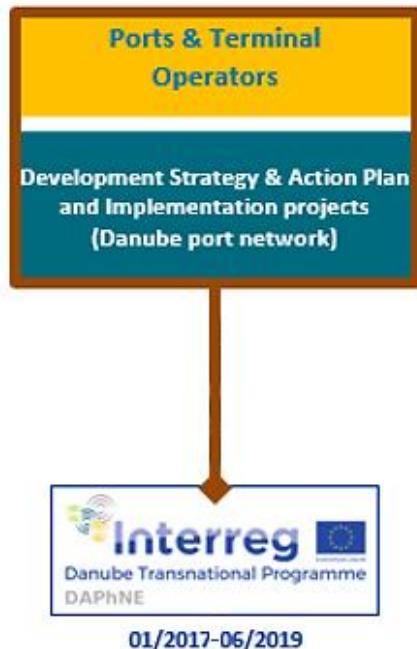 Ports & Terminal
Operators
Development Strategy & Action Plan
and Implementation projects
(Danube port network)
Interreg
Danube Transnational Programme
DAPhNE
01/2017-06/2019